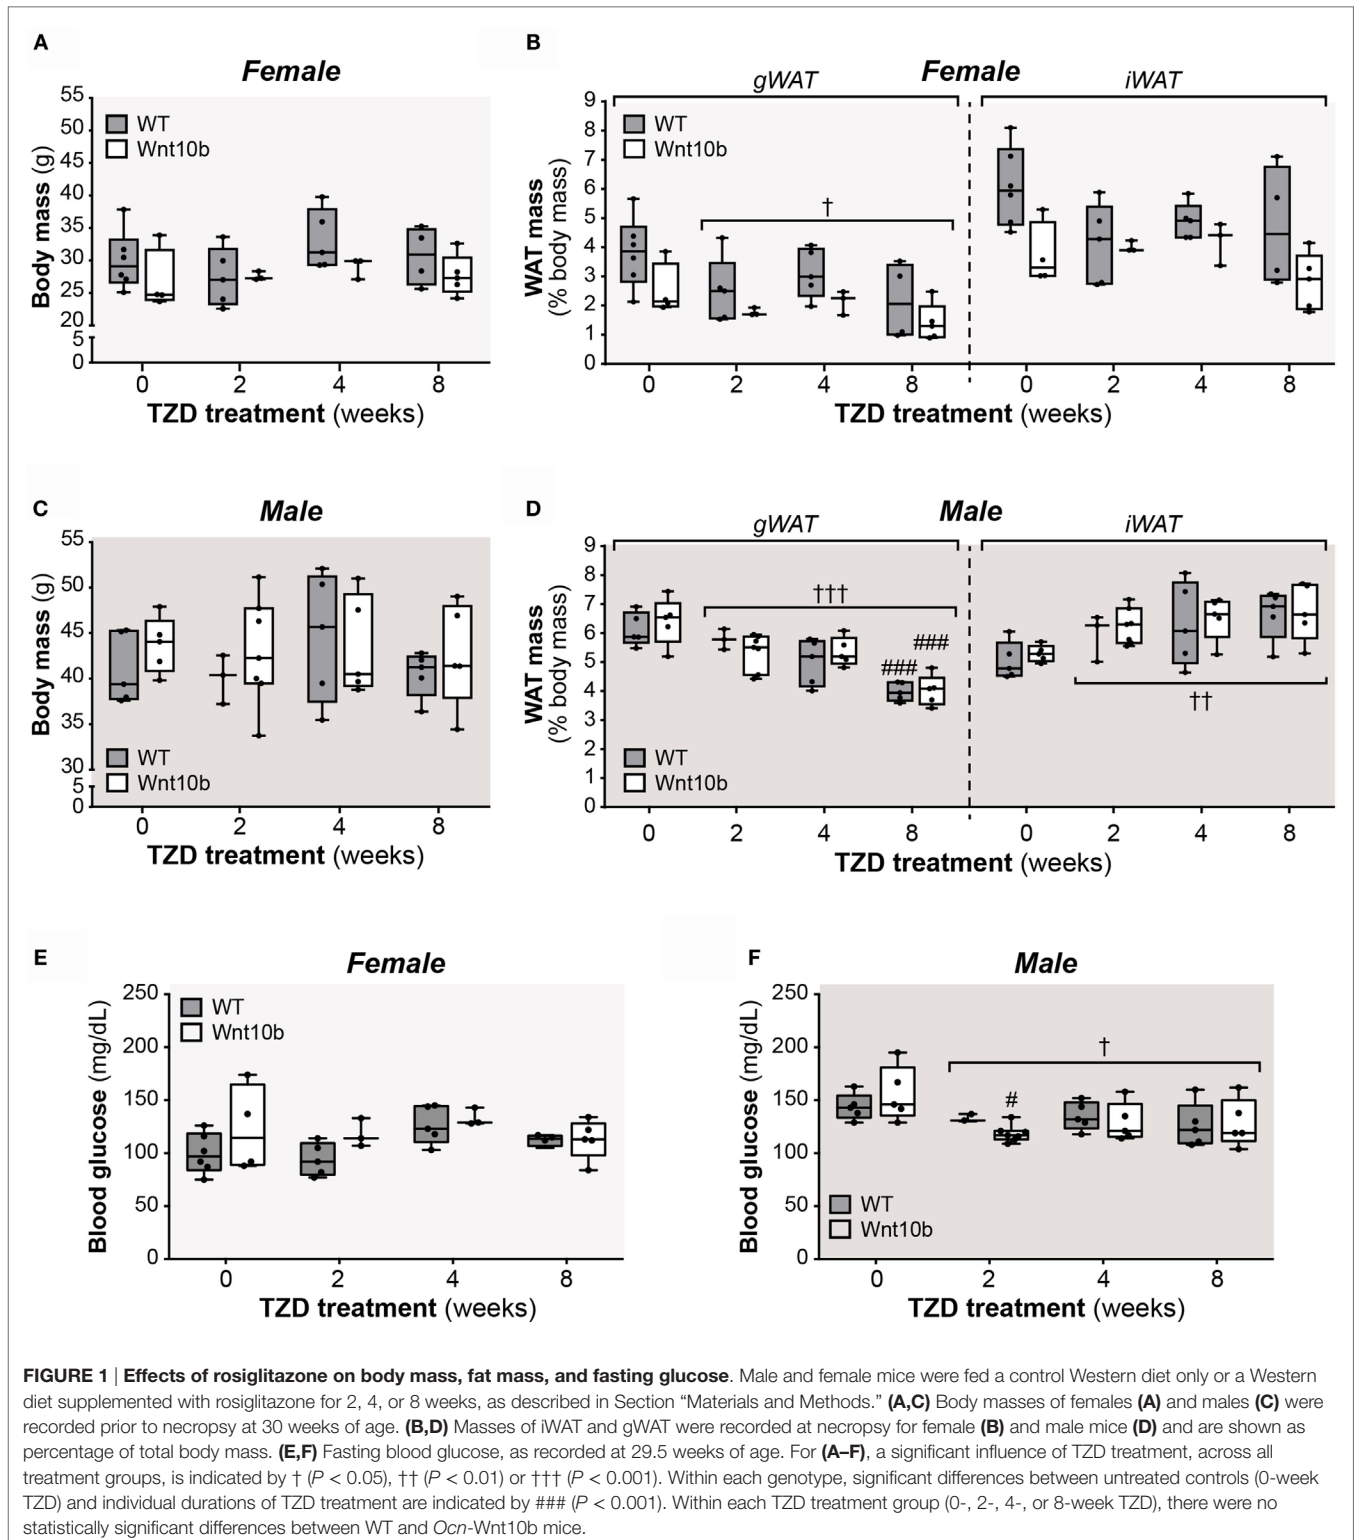 A
Female
55
50
45
40
35
30
25
20
5
0
Body mass (g)
WT
Wnt10b
0 2 4 8
TZD treatment (weeks)
B
Female
gWAT iWAT
9
8
7
6
5
4
3
2
1
0
WAT mass
(% body mass)
WT
Wnt10b
†
0 2 4 8 0 2 4 8
TZD treatment (weeks)
C
Male
55
50
45
40
35
30
5
0
Body mass (g)
WT
Wnt10b
0 2 4 8
TZD treatment (weeks)
D
Male
gWAT iWAT
9
8
7
6
5
4
3
2
1
0
WAT mass
(% body mass)
†††
###
###
††
WT
Wnt10b
0 2 4 8 0 2 4 8
TZD treatment (weeks)
E
Female
250
200
150
100
50
0
Blood glucose (mg/dL)
WT
Wnt10b
0 2 4 8
TZD treatment (weeks)
F
Male
250
200
150
100
50
0
Blood glucose (mg/dL)
†
#
WT
Wnt10b
0 2 4 8
TZD treatment (weeks)
FIGURE 1 | Effects of rosiglitazone on body mass, fat mass, and fasting glucose. Male and female mice were fed a control Western diet only or a Western
diet supplemented with rosiglitazone for 2, 4, or 8 weeks, as described in Section “Materials and Methods.” (A,C) Body masses of females (A) and males (C) were
recorded prior to necropsy at 30 weeks of age. (B,D) Masses of iWAT and gWAT were recorded at necropsy for female (B) and male mice (D) and are shown as
percentage of total body mass. (E,F) Fasting blood glucose, as recorded at 29.5 weeks of age. For (A–F), a significant influence of TZD treatment, across all
treatment groups, is indicated by † (P < 0.05), †† (P < 0.01) or ††† (P < 0.001). Within each genotype, significant differences between untreated controls (0-week
TZD) and individual durations of TZD treatment are indicated by ### (P < 0.001). Within each TZD treatment group (0-, 2-, 4-, or 8-week TZD), there were no
statistically significant differences between WT and Ocn-Wnt10b mice.